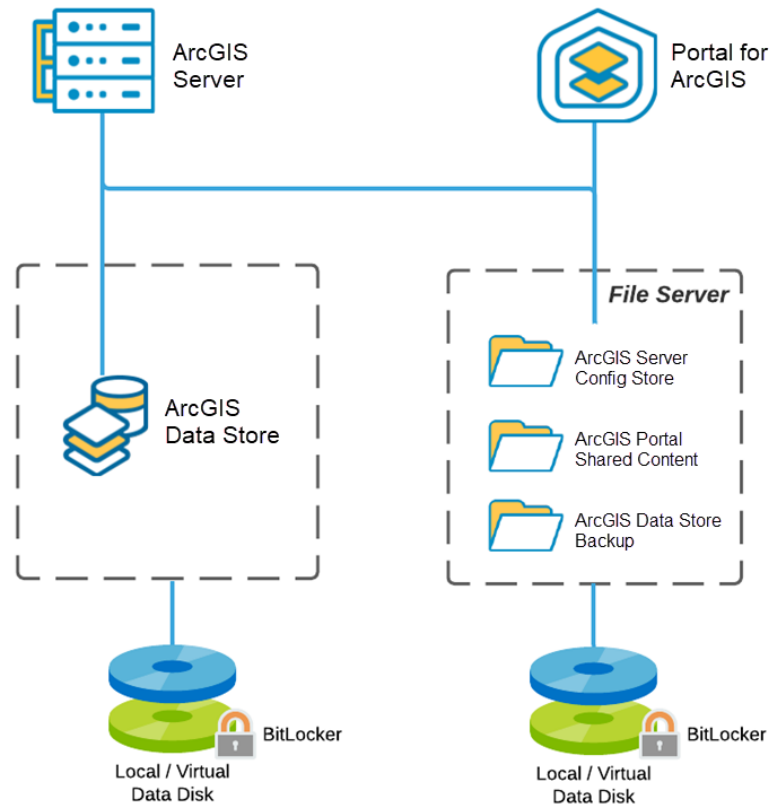 ArcGIS
Server
Portal for
ArcGIS
File Server
ArcGIS Server
Config Store
ArcGIS
Data Store
ArcGIS Portal
Shared Content
ArcGIS Data Store
Backup
BitLocker
Local / Virtual
Data Disk
BitLocker
Local / Virtual
Data Disk